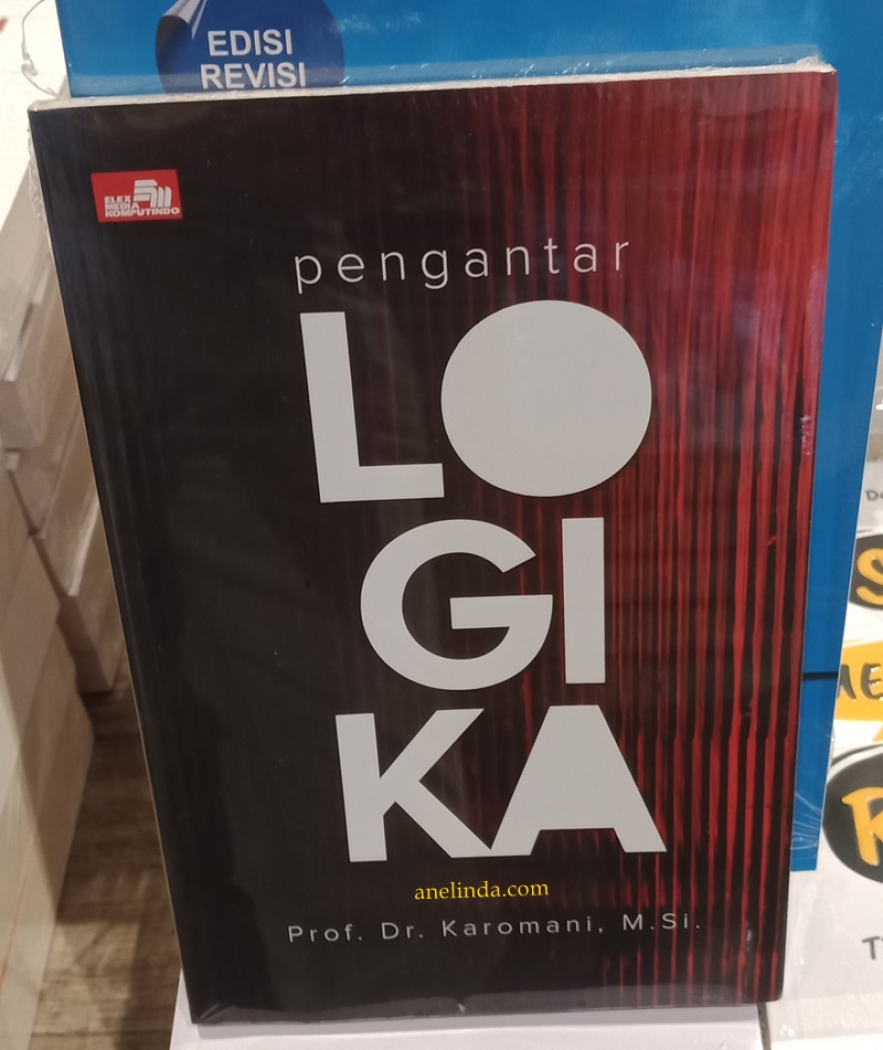 EDISI
REVISI
ELEX
MEDIA
KOMPUTINDO
pengantar
LO
GI
KA
anelinda.com
Prof. Dr. Karomani, M.Si.